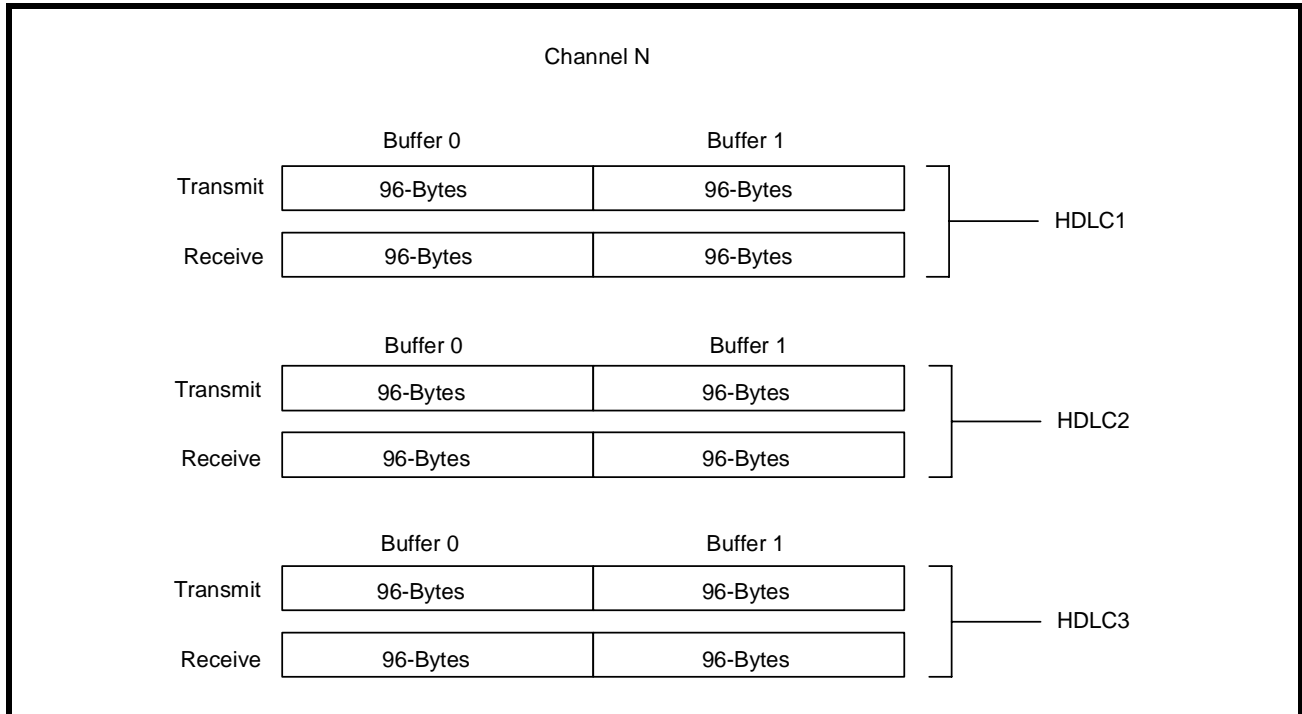 Channel N
Buffer 0 Buffer 1
Transmit 96-Bytes 96-Bytes
HDLC1
Receive 96-Bytes 96-Bytes
Buffer 0 Buffer 1
Transmit 96-Bytes 96-Bytes
HDLC2
Receive 96-Bytes 96-Bytes
Buffer 0 Buffer 1
Transmit 96-Bytes 96-Bytes
HDLC3
Receive 96-Bytes 96-Bytes